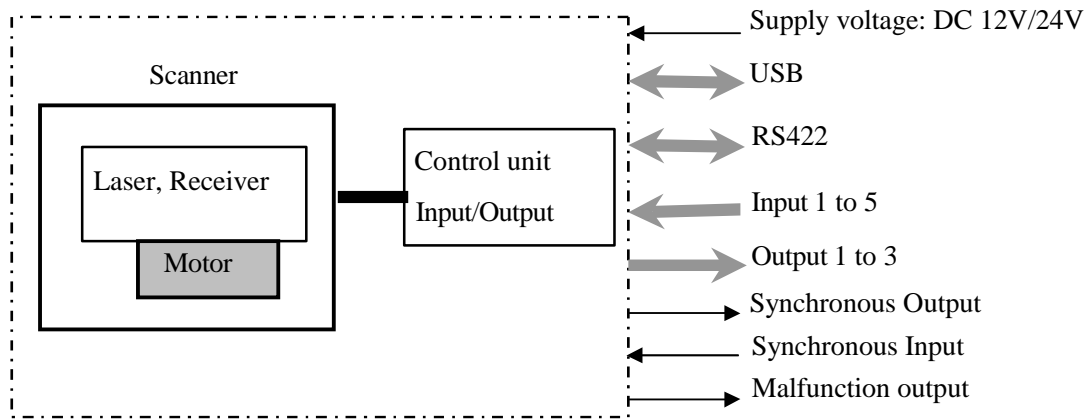 Supply voltage: DC 12V/24V
Scanner
USB
RS422
Control unit
Laser, Receiver
Input/Output
Input 1 to 5
Motor
Output 1 to 3
Synchronous Output
Synchronous Input
Malfunction output